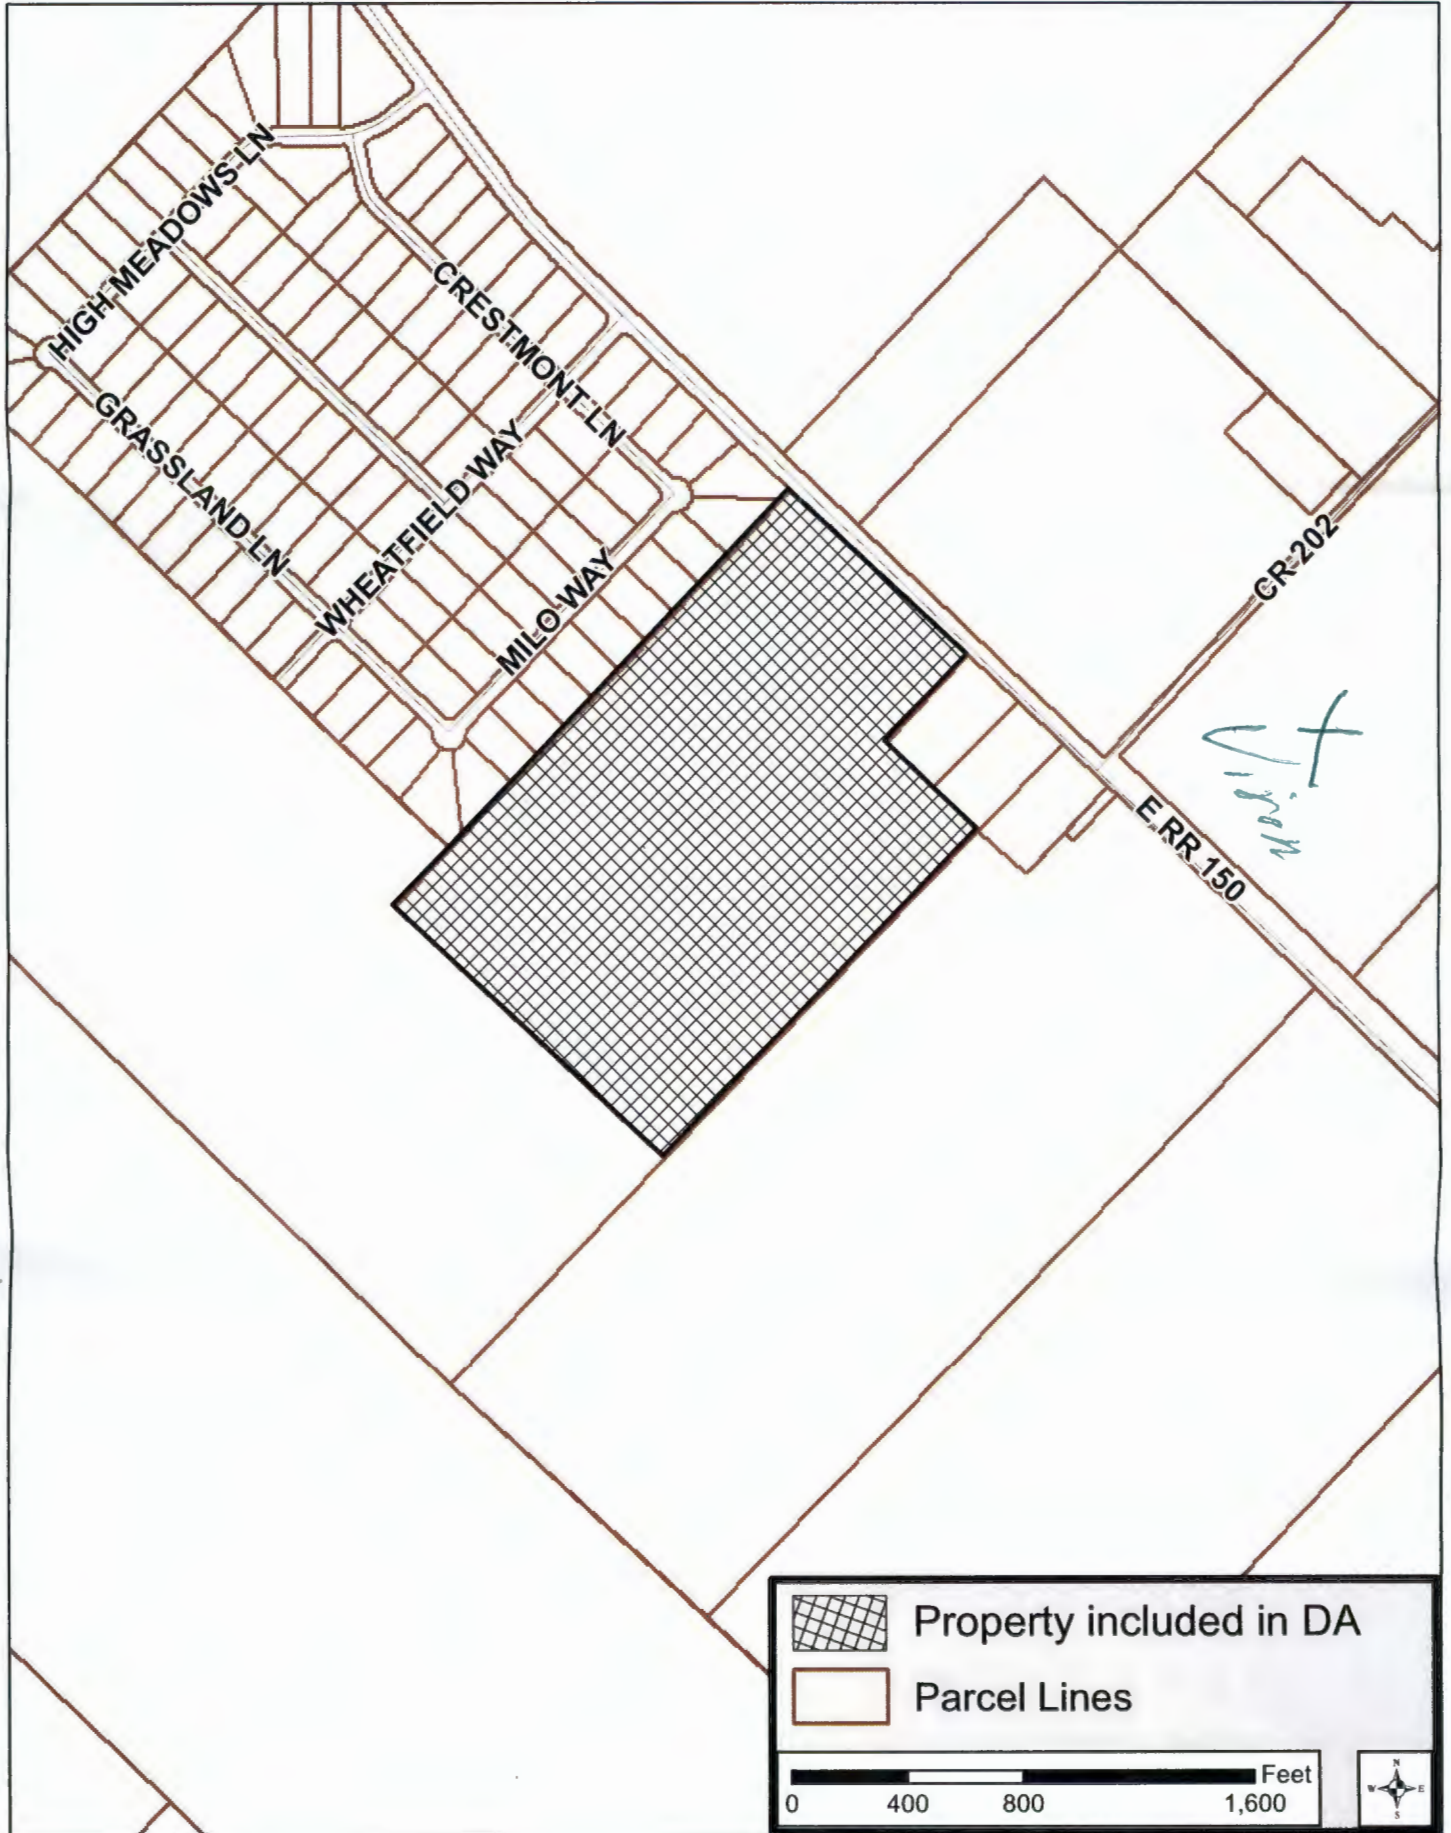 HIGH MEADOWS LN
CRESTMONT LN
GRASSLAND LN
WHEATFIELD WAY
MILO WAY
CR 202
E RR 150
Property included in DA
Parcel Lines
Feet
0 400 800 1,600
N
W E
S